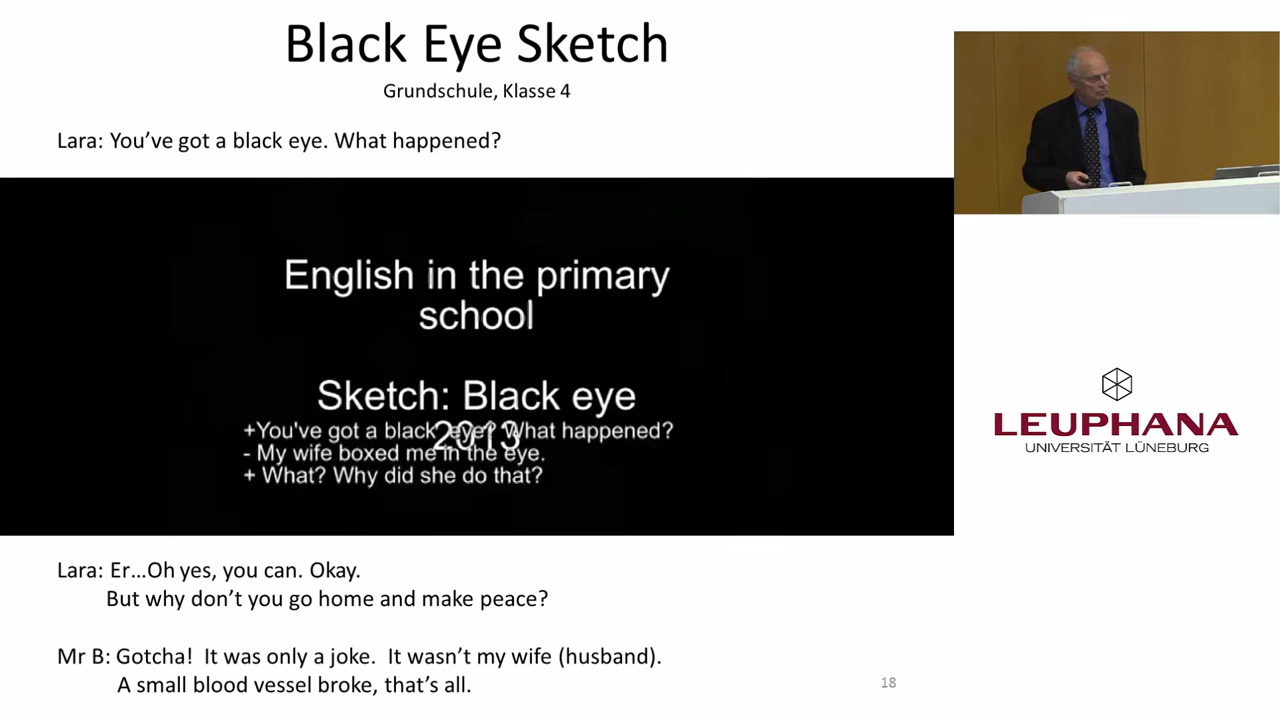 Black Eye Sketch
Grundschule, Klasse 4
Lara: You’ve got a black eye. What happened?
English in the primary
school
Sketch: Black eye
2013
+You've got a black eye? What happened?
- My wife boxed me in the eye.
+ What? Why did she do that?
Lara: Er…Oh yes, you can. Okay.
But why don’t you go home and make peace?
Mr B: Gotcha! It was only a joke. It wasn’t my wife (husband).
A small blood vessel broke, that’s all.
18
LEUPHANA
UNIVERSITÄT LÜNEBURG